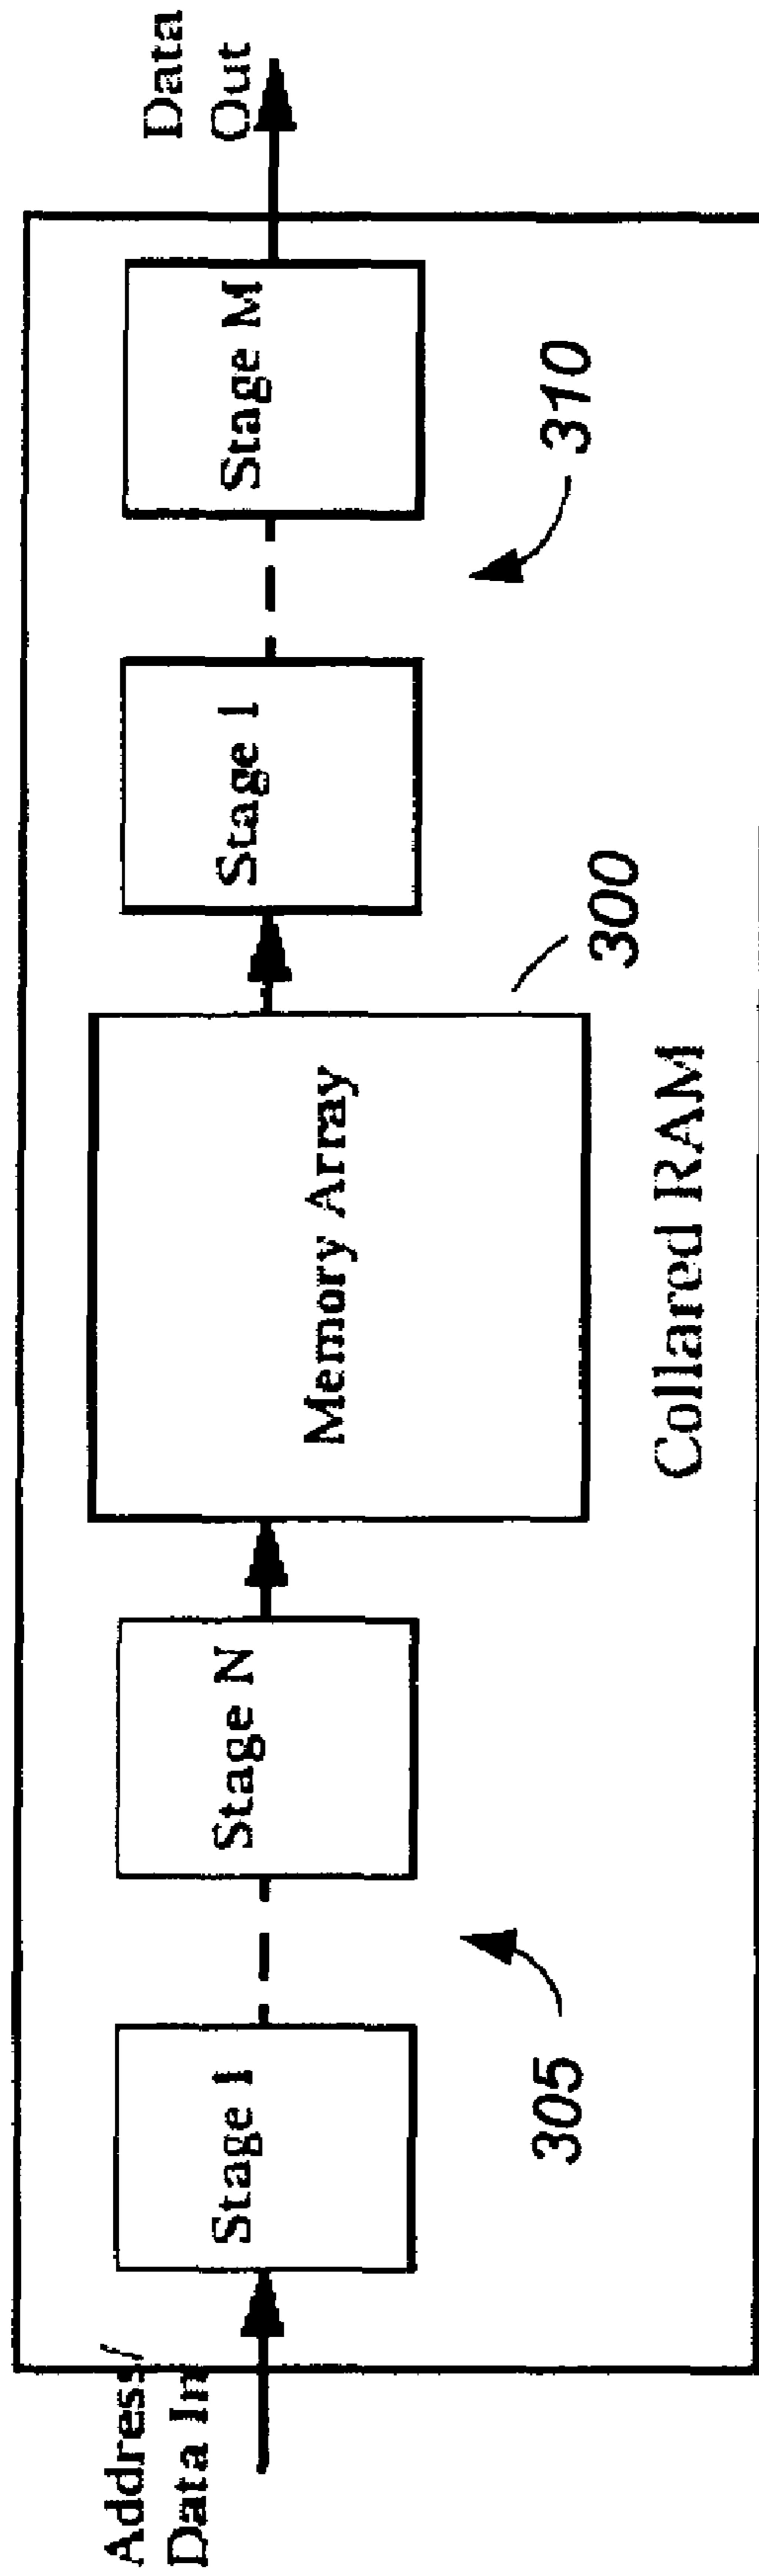 Address/
Data In
Stage 1
Stage N
Memory Array
Stage 1
Stage M
Data
Out
305
300
310
Collared RAM